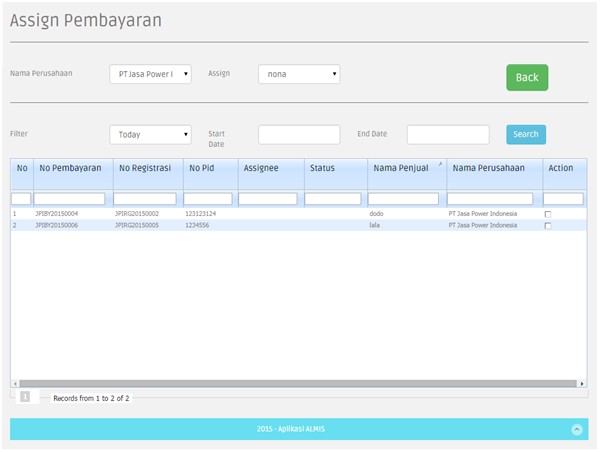 Assign Pembayaran
Nama Perusahaan PT Jasa Power I Assign nona Back
Filter Today Start Date End Date Search
No No Pembayaran No Registrasi No Pid Assignee Status Nama Penjual Nama Perusahaan Action
1 JPIBY20150004 JPIRG20150002 123123124 dodo PT Jasa Power Indonesia
2 JPIBY20150006 JPIRG20150005 1234556 lala PT Jasa Power Indonesia
1 Records from 1 to 2 of 2
2015 - Aplikasi ALMIS